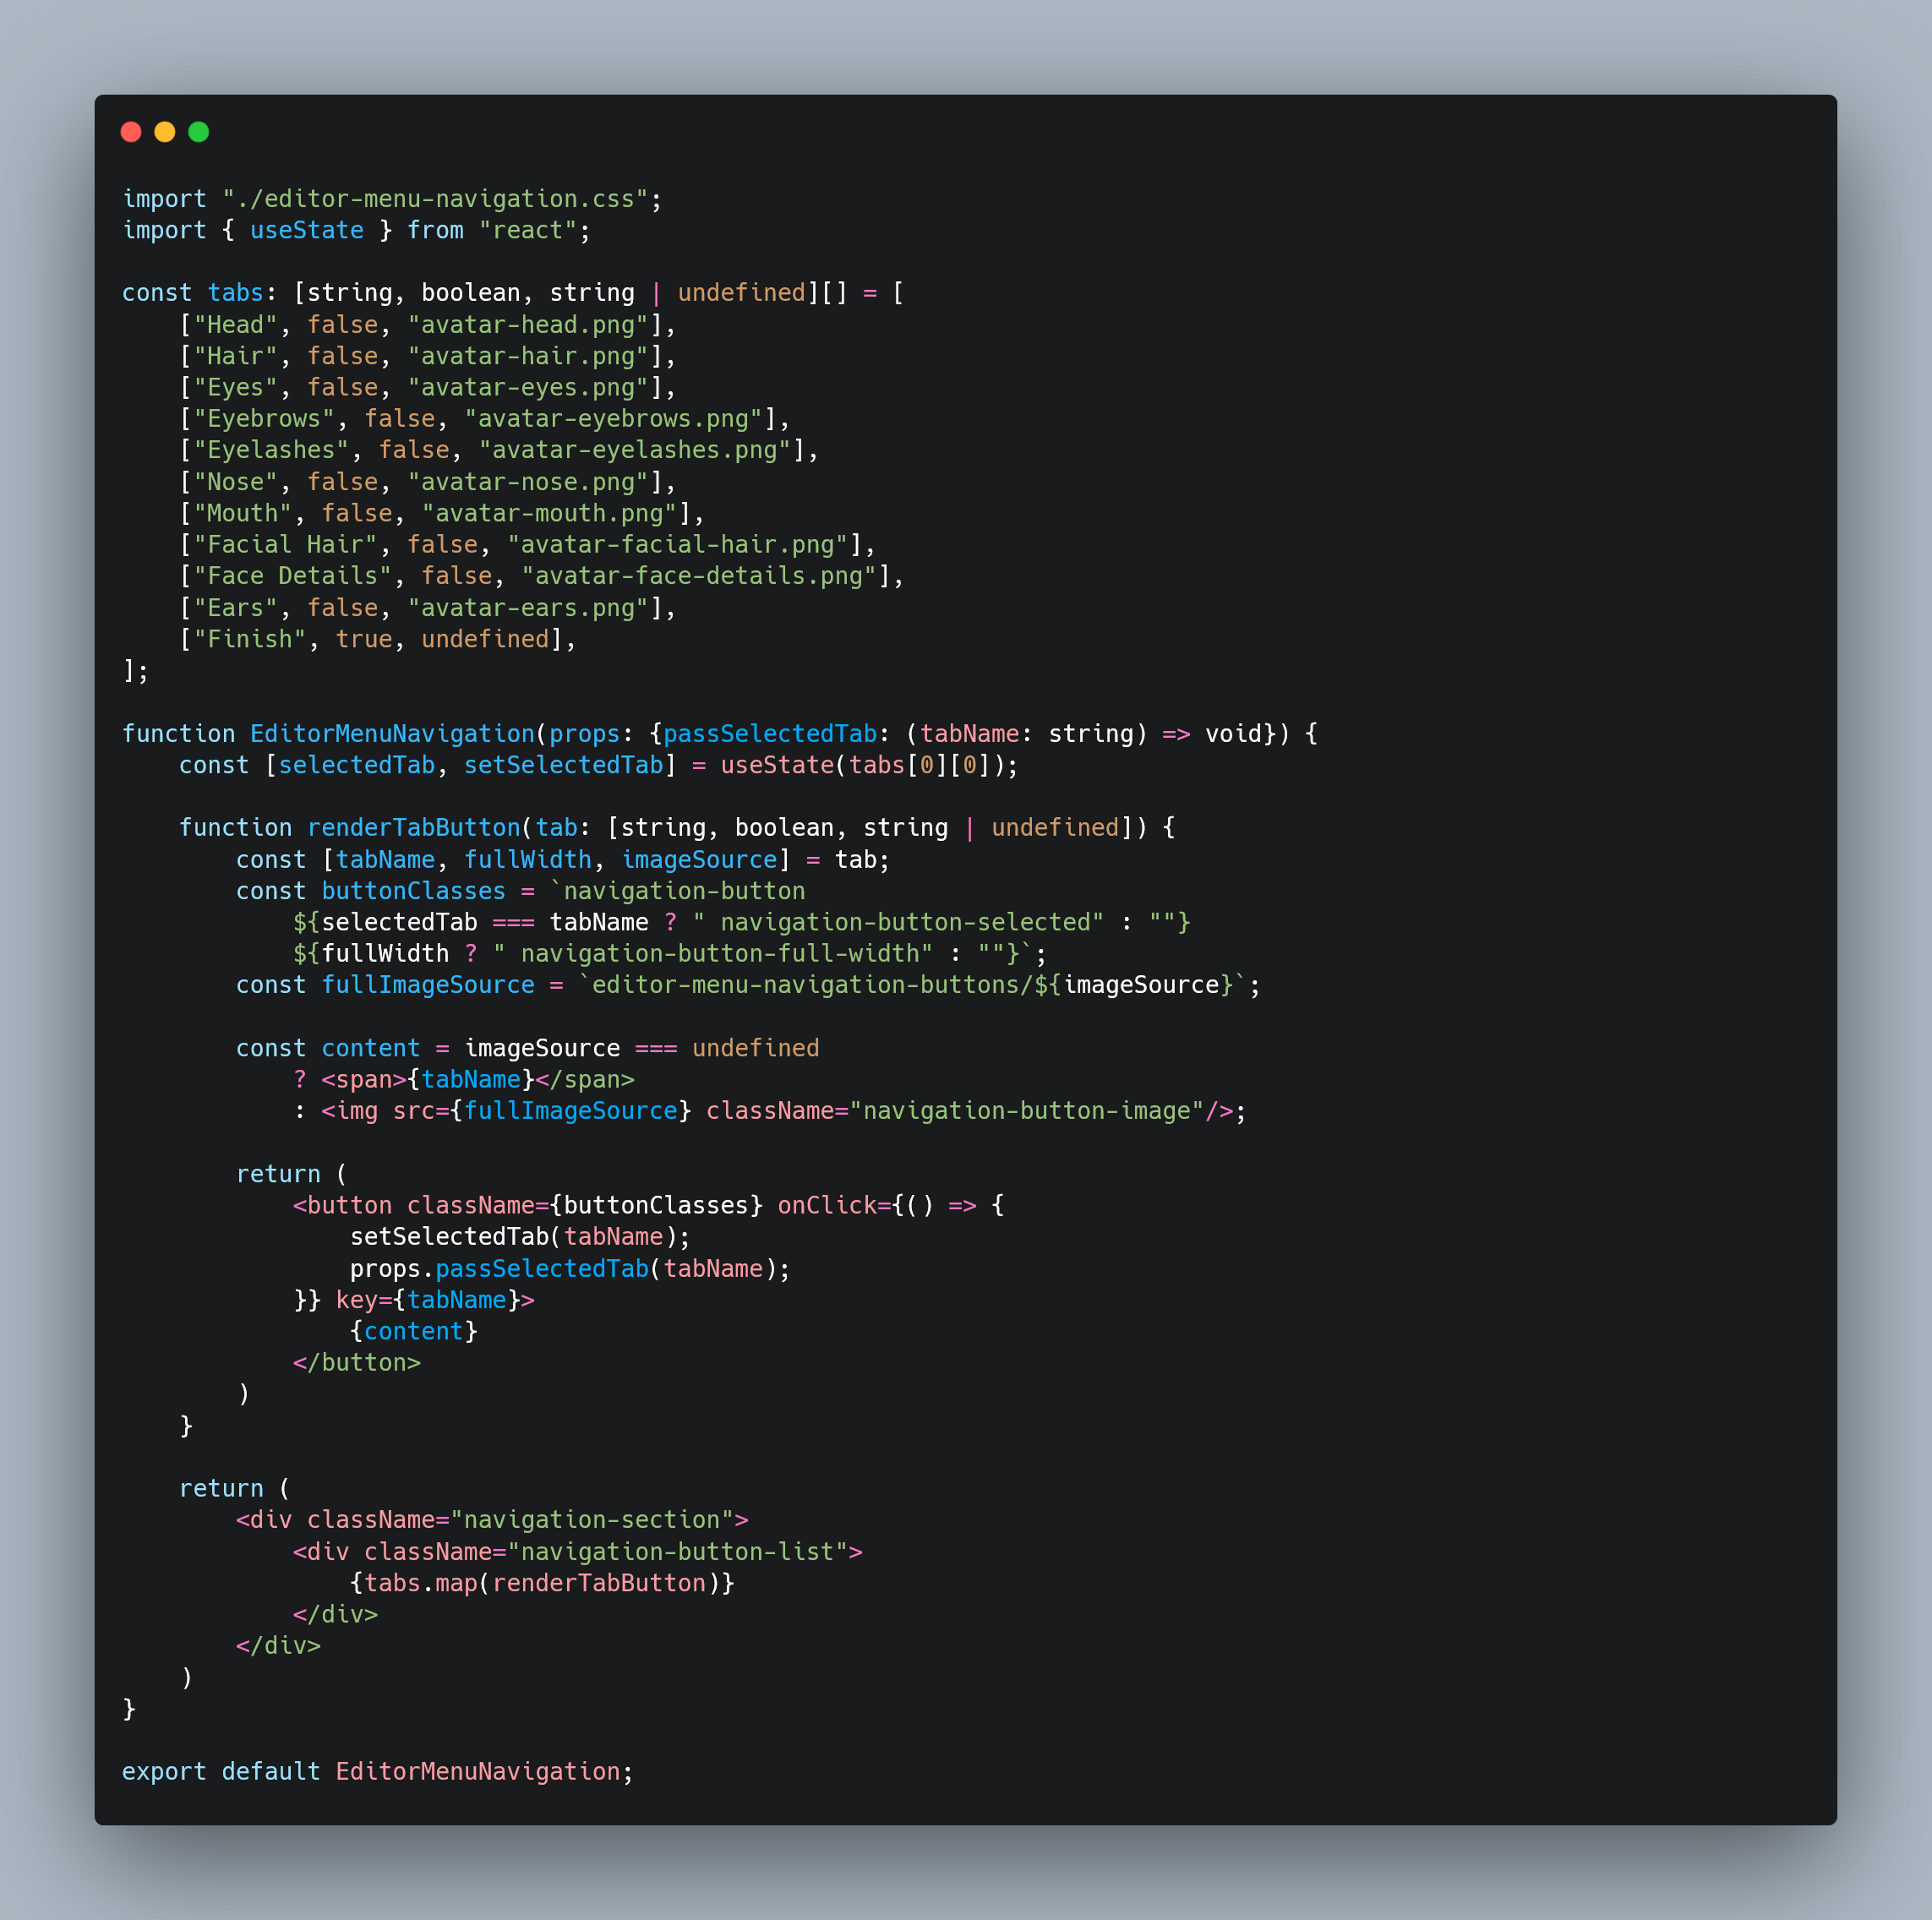 import "./editor-menu-navigation.css";
import { useState } from "react";

const tabs: [string, boolean, string | undefined][] = [
    ["Head", false, "avatar-head.png"],
    ["Hair", false, "avatar-hair.png"],
    ["Eyes", false, "avatar-eyes.png"],
    ["Eyebrows", false, "avatar-eyebrows.png"],
    ["Eyelashes", false, "avatar-eyelashes.png"],
    ["Nose", false, "avatar-nose.png"],
    ["Mouth", false, "avatar-mouth.png"],
    ["Facial Hair", false, "avatar-facial-hair.png"],
    ["Face Details", false, "avatar-face-details.png"],
    ["Ears", false, "avatar-ears.png"],
    ["Finish", true, undefined],
];

function EditorMenuNavigation(props: {passSelectedTab: (tabName: string) => void}) {
    const [selectedTab, setSelectedTab] = useState(tabs[0][0]);

    function renderTabButton(tab: [string, boolean, string | undefined]) {
        const [tabName, fullWidth, imageSource] = tab;
        const buttonClasses = `navigation-button
            ${selectedTab === tabName ? " navigation-button-selected" : ""}
            ${fullWidth ? " navigation-button-full-width" : ""}`;
        const fullImageSource = `editor-menu-navigation-buttons/${imageSource}`;

        const content = imageSource === undefined
            ? <span>{tabName}</span>
            : <img src={fullImageSource} className="navigation-button-image"/>;

        return (
            <button className={buttonClasses} onClick={() => {
                setSelectedTab(tabName);
                props.passSelectedTab(tabName);
            }} key={tabName}>
                {content}
            </button>
        )
    }

    return (
        <div className="navigation-section">
            <div className="navigation-button-list">
                {tabs.map(renderTabButton)}
            </div>
        </div>
    )
}

export default EditorMenuNavigation;